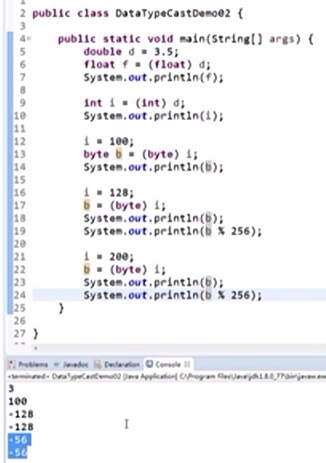 2 public class DataTypeCastDemo02 {
3
4 public static void main(String[] args) {
5 double d = 3.5;
6 float f = (float) d;
7 System.out.println(f);
8
9 int i = (int) d;
10 System.out.println(i);
11
12 i = 100;
13 byte b = (byte) i;
14 System.out.println(b);
15
16 i = 128;
17 b = (byte) i;
18 System.out.println(b);
19 System.out.println(b % 256);
20
21 i = 200;
22 b = (byte) i;
23 System.out.println(b);
24 System.out.println(b % 256);
25 }
26
27 }
Problems Javadoc Declaration Console
<terminated> DataTypeCastDemo02 [Java Application] C:\Program Files\Java\jdk1.8.0_77\bin\javaw.exe
3
100
-128
-128
-56
-56